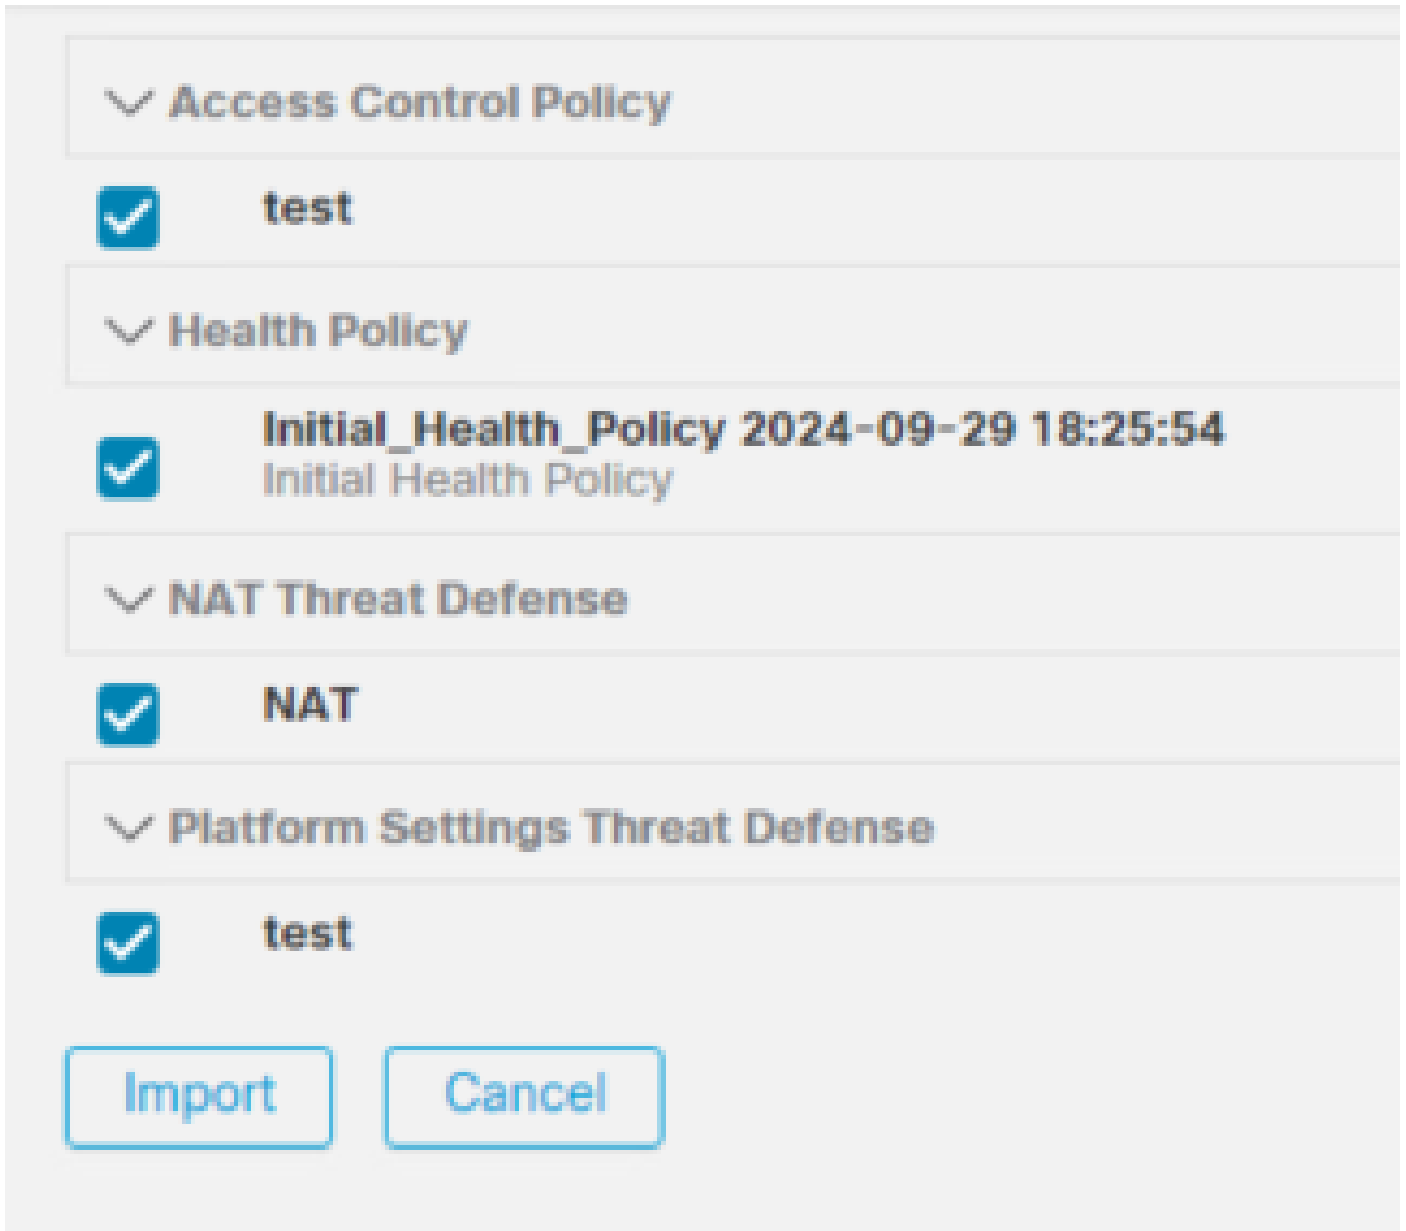 Access Control Policy
test
Health Policy
Initial_Health_Policy 2024-09-29 18:25:54
Initial Health Policy
NAT Threat Defense
NAT
Platform Settings Threat Defense
test
Import Cancel